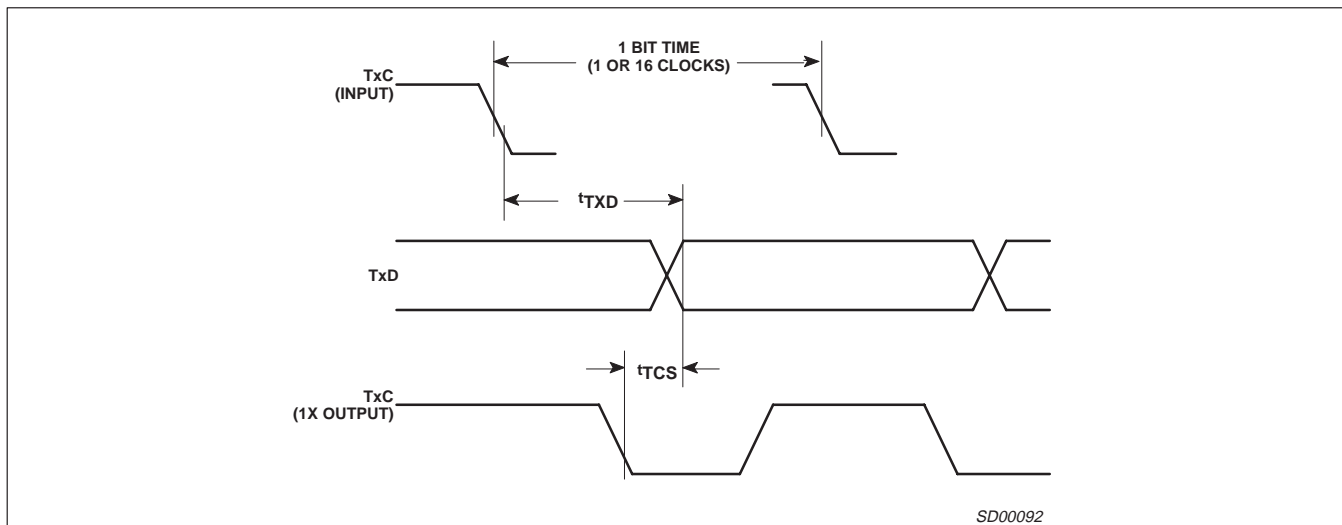 1 BIT TIME
(1 OR 16 CLOCKS)
TxC
(INPUT)
tTXD
TxD
tTCS
TxC
(1X OUTPUT)
SD00092